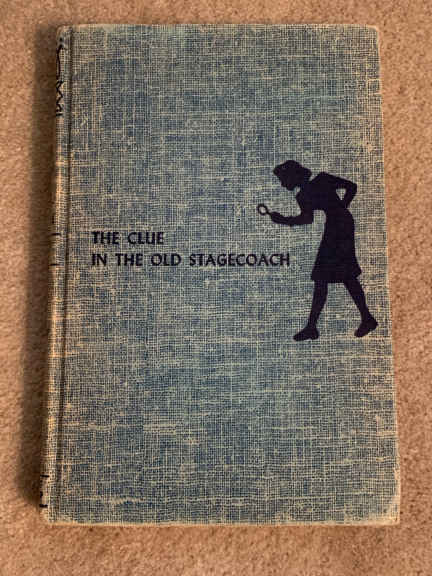 THE CLUE
IN THE OLD STAGECOACH